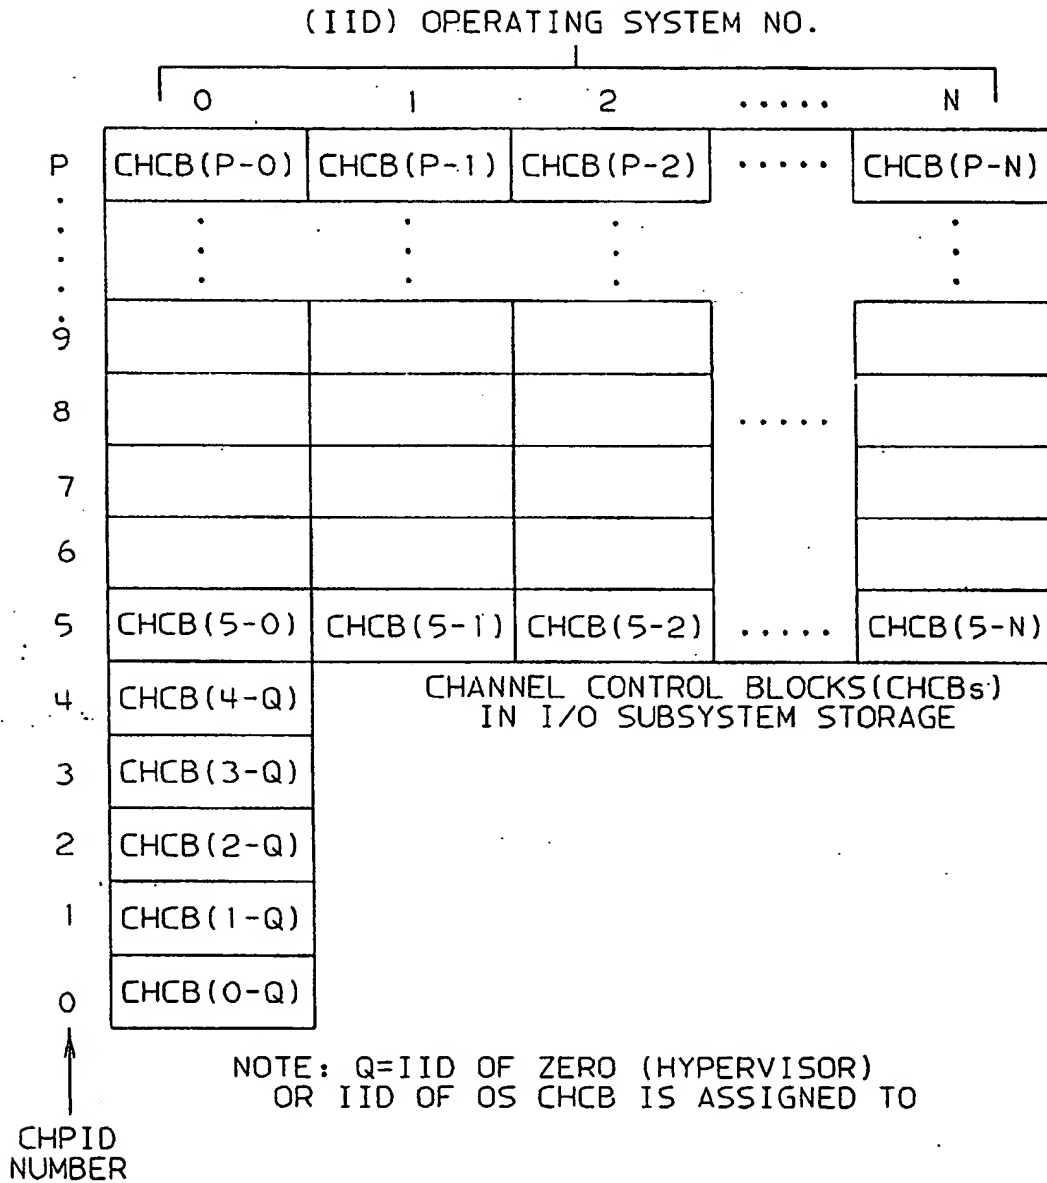 (IID) OPERATING SYSTEM NO.
0 1 2 ..... N
P CHCB(P-0) CHCB(P-1) CHCB(P-2) ..... CHCB(P-N)
9
8 .....
7
6
5 CHCB(5-0) CHCB(5-1) CHCB(5-2) ..... CHCB(5-N)
4 CHCB(4-Q) CHANNEL CONTROL BLOCKS(CHCBs)
IN I/O SUBSYSTEM STORAGE
3 CHCB(3-Q)
2 CHCB(2-Q)
1 CHCB(1-Q)
0 CHCB(0-Q)
NOTE: Q=IID OF ZERO (HYPERVISOR)
OR IID OF OS CHCB IS ASSIGNED TO
CHPID
NUMBER